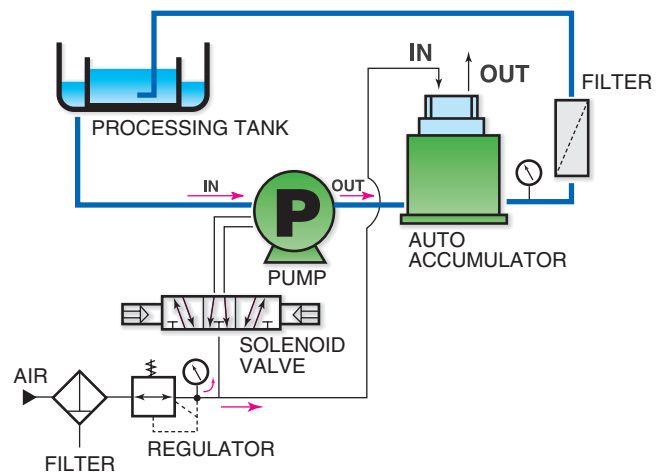 IN
OUT
FILTER
PROCESSING TANK
IN
OUT
P
PUMP
AUTO
ACCUMULATOR
SOLENOID
VALVE
AIR
FILTER
REGULATOR